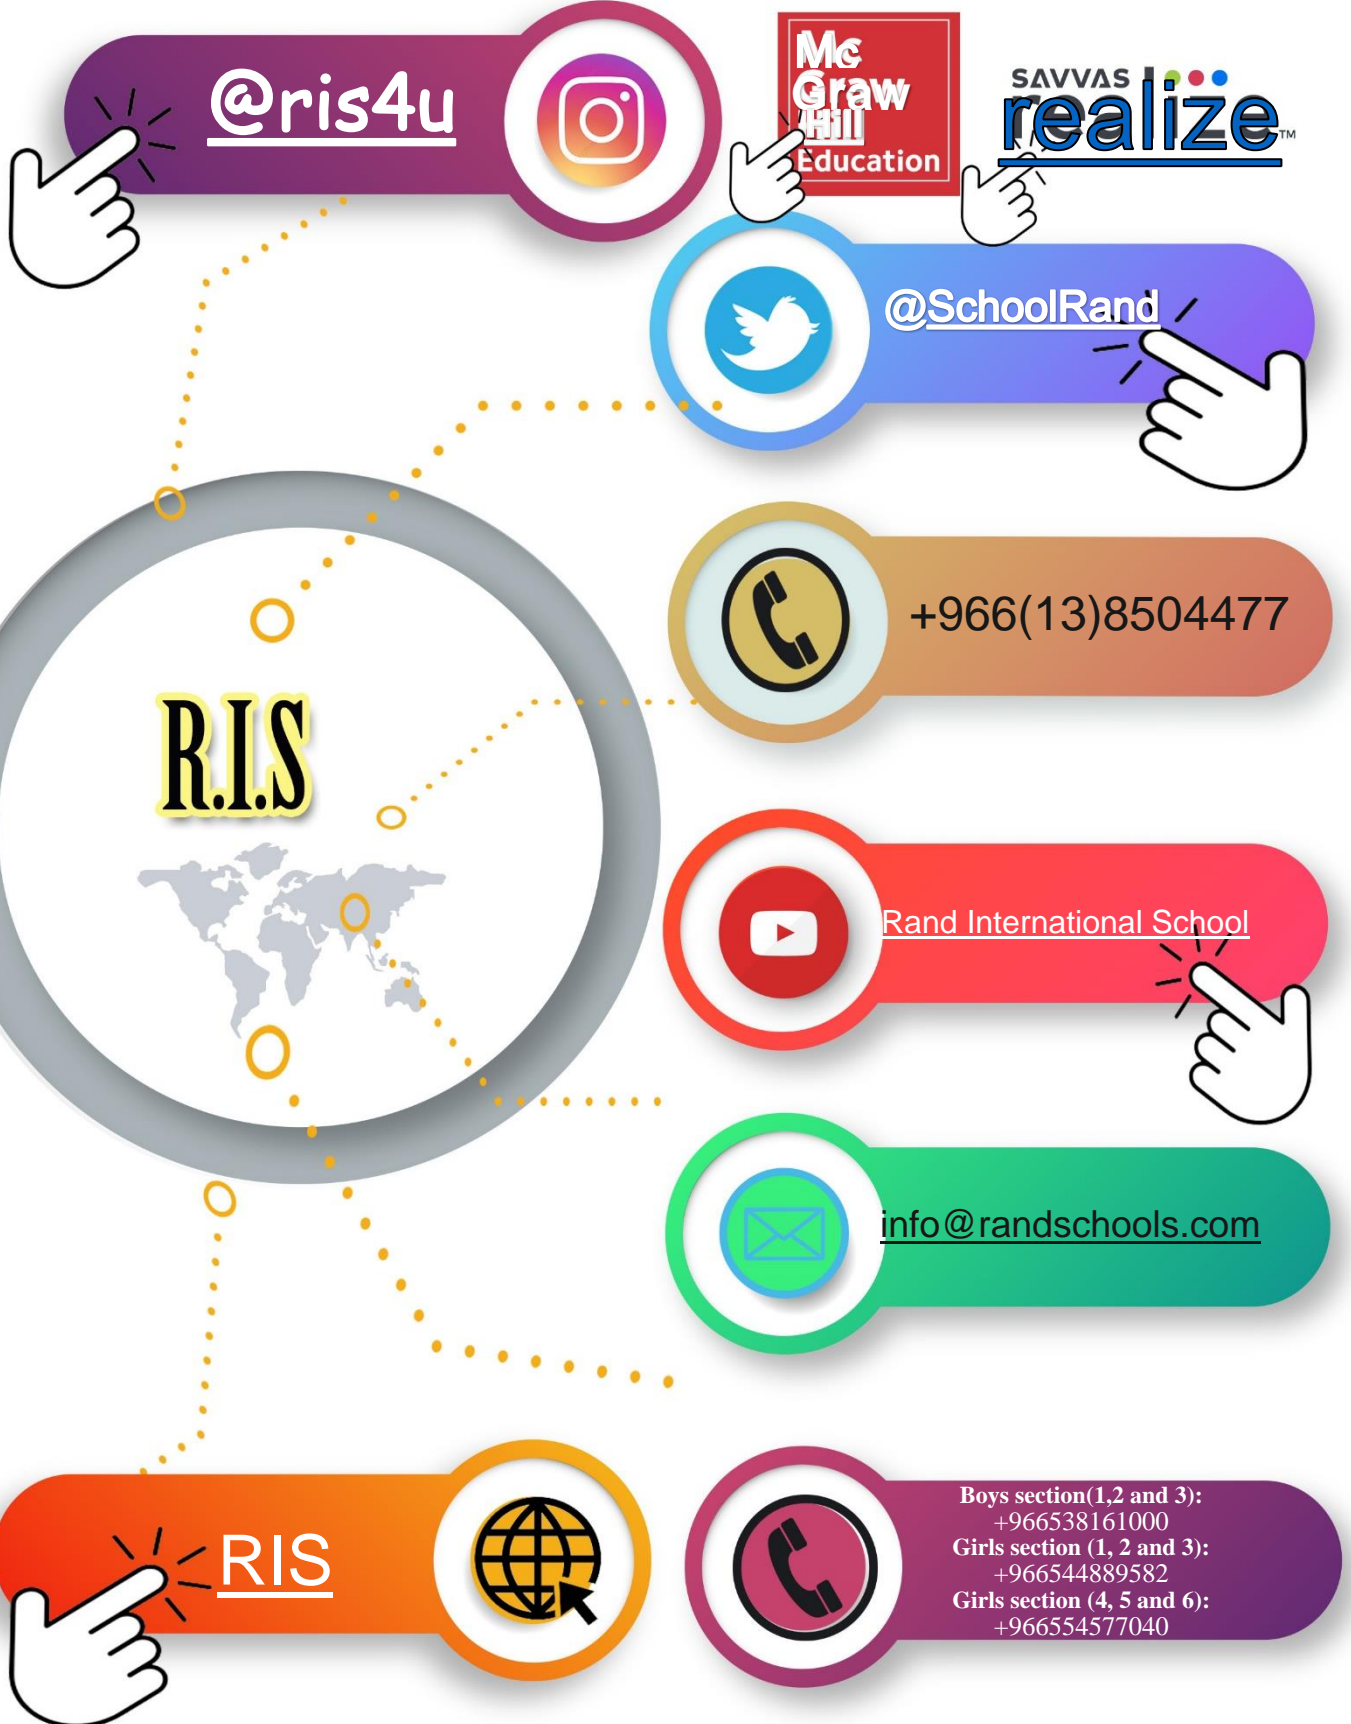 @ris4u
Mc
Graw
Hill
Education
SAVVAS
realize™
@SchoolRand
+966(13)8504477
R.I.S
Rand International School
info@randschools.com
RIS
Boys section(1,2 and 3):
+966538161000
Girls section (1, 2 and 3):
+966544889582
Girls section (4, 5 and 6):
+966554577040